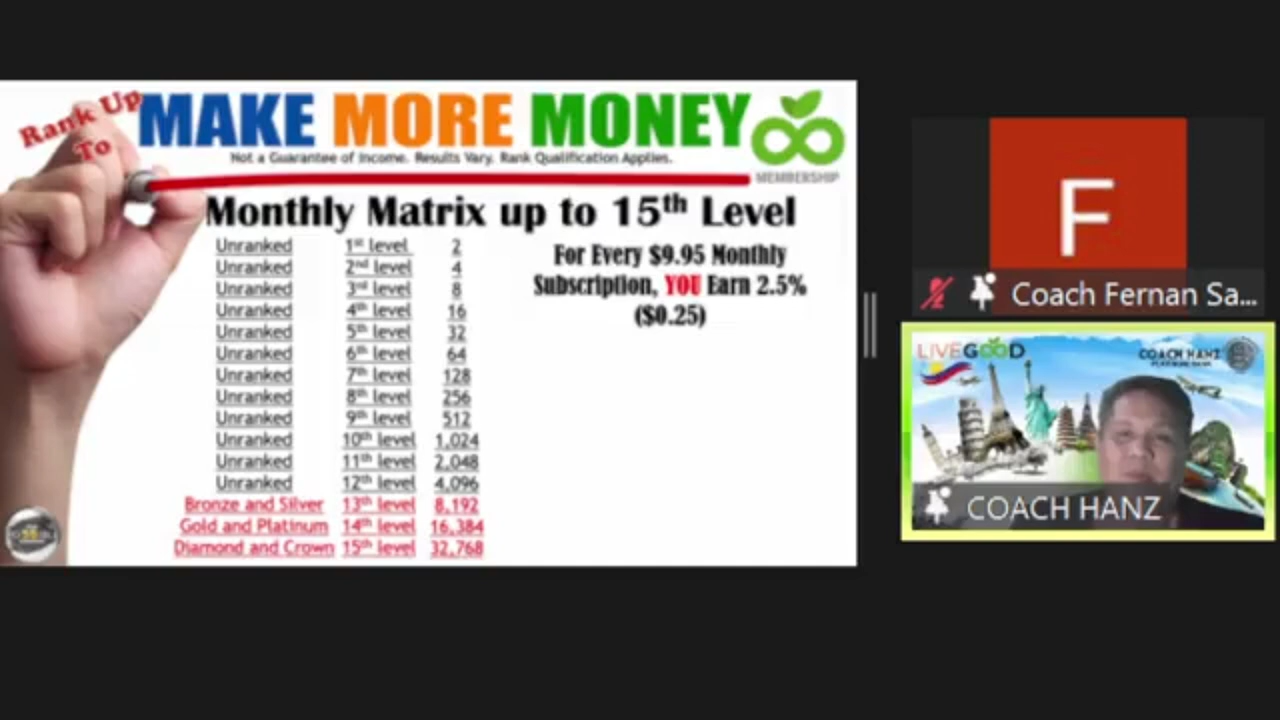 Rank Up
To
MAKE MORE MONEY
Not a Guarantee of Income. Results Vary. Rank Qualification Applies.
MEMBERSHIP
Monthly Matrix up to 15th Level
Unranked 1st level 2
Unranked 2nd level 4
Unranked 3rd level 8
Unranked 4th level 16
Unranked 5th level 32
Unranked 6th level 64
Unranked 7th level 128
Unranked 8th level 256
Unranked 9th level 512
Unranked 10th level 1,024
Unranked 11th level 2,048
Unranked 12th level 4,096
Bronze and Silver 13th level 8,192
Gold and Platinum 14th level 16,384
Diamond and Crown 15th level 32,768
For Every $9.95 Monthly
Subscription, YOU Earn 2.5%
($0.25)
F
Coach Fernan Sa...
LIVEGOOD
COACH HANZ
COACH HANZ